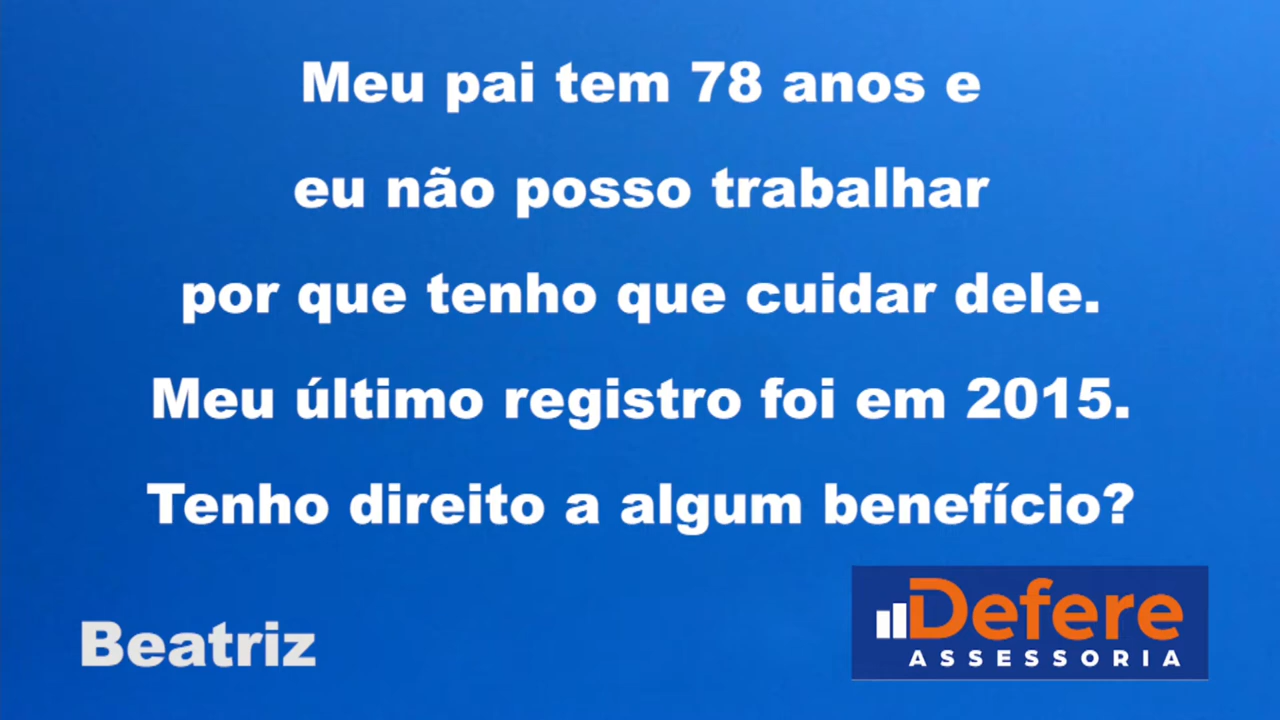 Meu pai tem 78 anos e
eu não posso trabalhar
por que tenho que cuidar dele.
Meu último registro foi em 2015.
Tenho direito a algum benefício?
Beatriz
Defere
ASSESSORIA